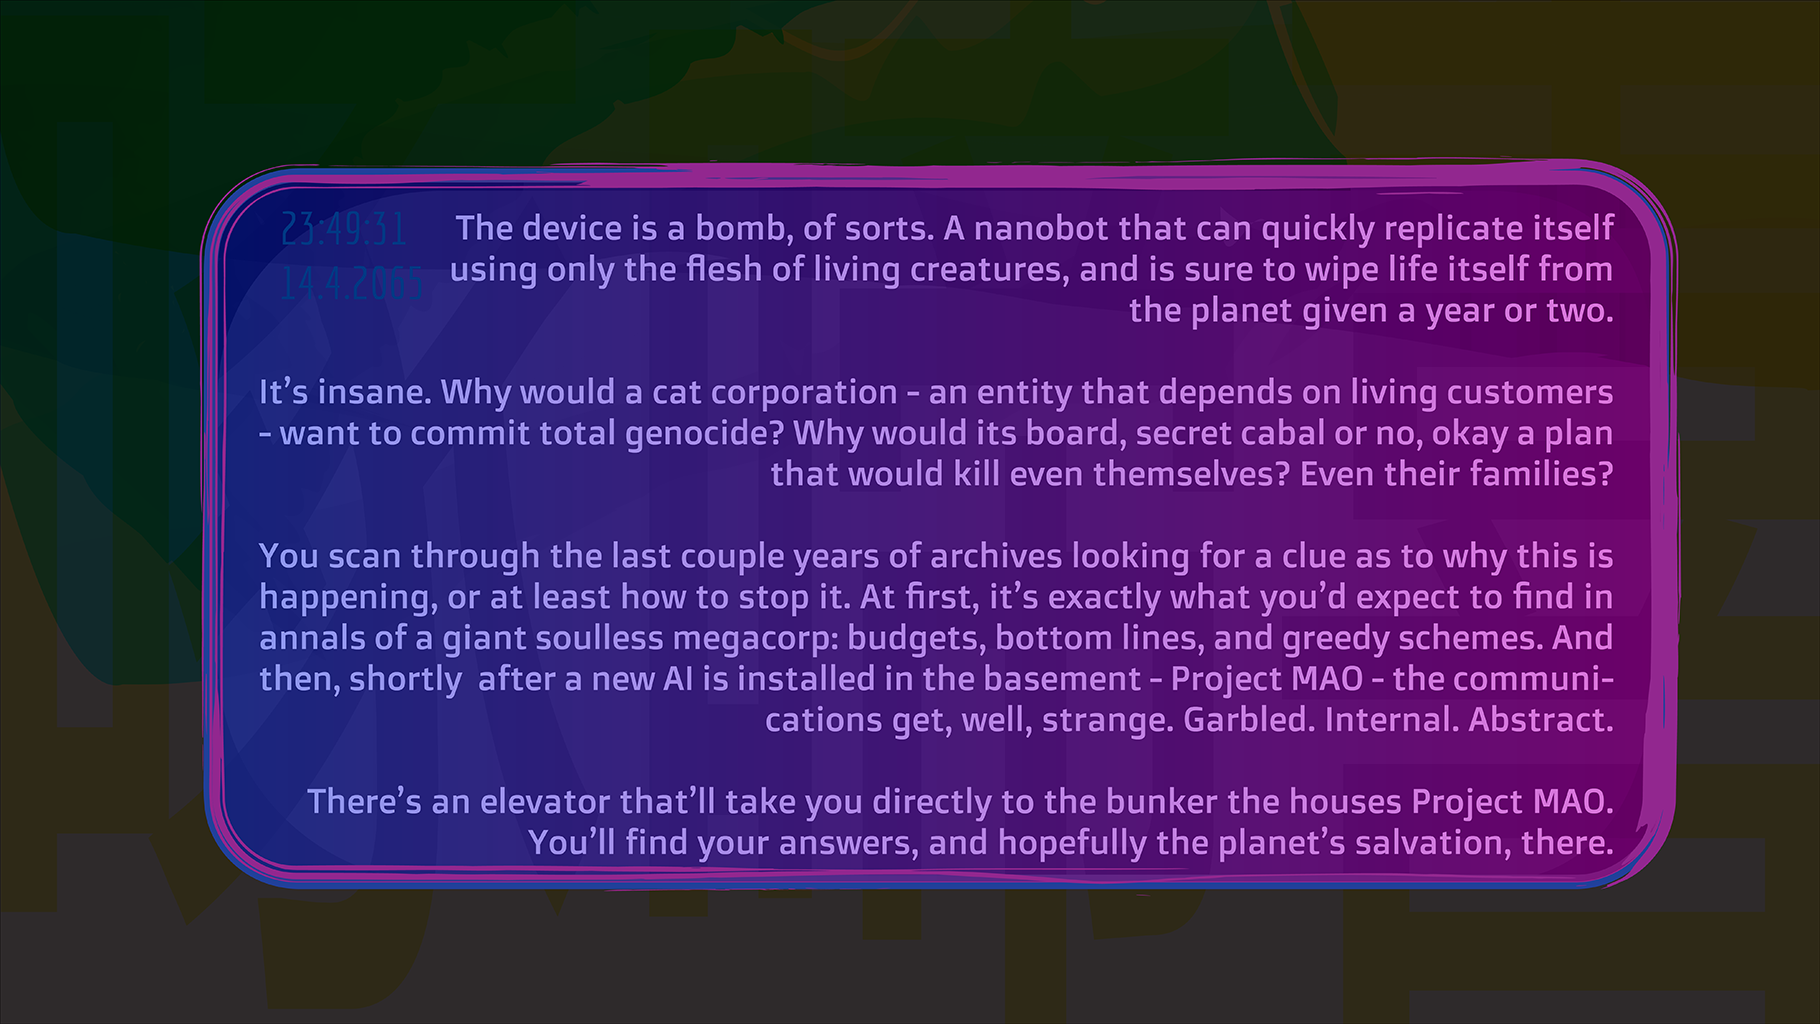 23:49:31
14.4.2065
The device is a bomb, of sorts. A nanobot that can quickly replicate itself
using only the flesh of living creatures, and is sure to wipe life itself from
the planet given a year or two.
It’s insane. Why would a cat corporation - an entity that depends on living customers
- want to commit total genocide? Why would its board, secret cabal or no, okay a plan
that would kill even themselves? Even their families?
You scan through the last couple years of archives looking for a clue as to why this is
happening, or at least how to stop it. At first, it’s exactly what you’d expect to find in
annals of a giant soulless megacorp: budgets, bottom lines, and greedy schemes. And
then, shortly  after a new AI is installed in the basement - Project MAO - the communi-
cations get, well, strange. Garbled. Internal. Abstract.
There’s an elevator that’ll take you directly to the bunker the houses Project MAO.
You’ll find your answers, and hopefully the planet’s salvation, there.